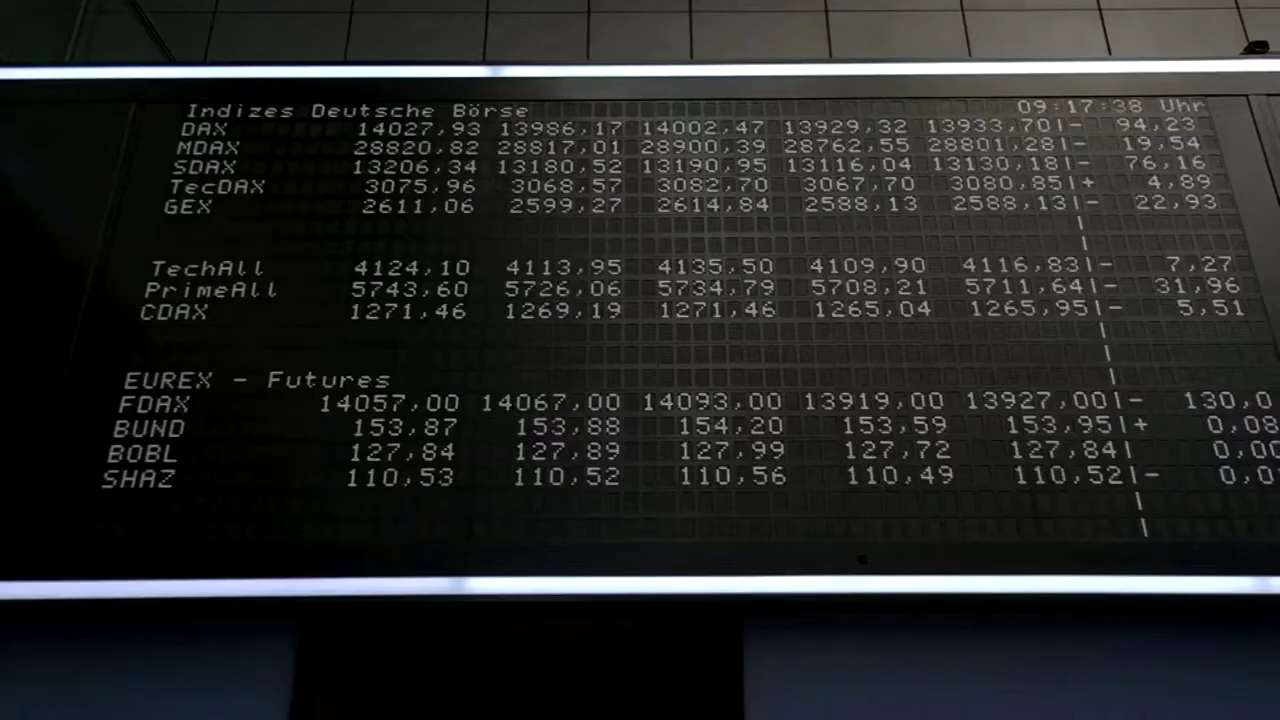 Indizes Deutsche Börse 09:17:38 Uhr
DAX 14027,93 13986,17 14002,47 13929,32 13933,70|- 94,23
MDAX 28820,82 28817,01 28900,39 28762,55 28801,28|- 19,54
SDAX 13206,34 13180,52 13190,95 13116,04 13130,18|- 76,16
TecDAX 3075,96 3068,57 3082,70 3067,70 3080,85|+ 4,89
GEX 2611,06 2599,27 2614,84 2588,13 2588,13|- 22,93
TechAll 4124,10 4113,95 4135,50 4109,90 4116,83|- 7,27
PrimeAll 5743,60 5726,06 5734,79 5708,21 5711,64|- 31,96
CDAX 1271,46 1269,19 1271,46 1265,04 1265,95|- 5,51
EUREX - Futures
FDAX 14057,00 14067,00 14093,00 13919,00 13927,00|- 130,0
BUND 153,87 153,88 154,20 153,59 153,95|+ 0,08
BOBL 127,84 127,89 127,99 127,72 127,84| 0,00
SHAZ 110,53 110,52 110,56 110,49 110,52|- 0,0